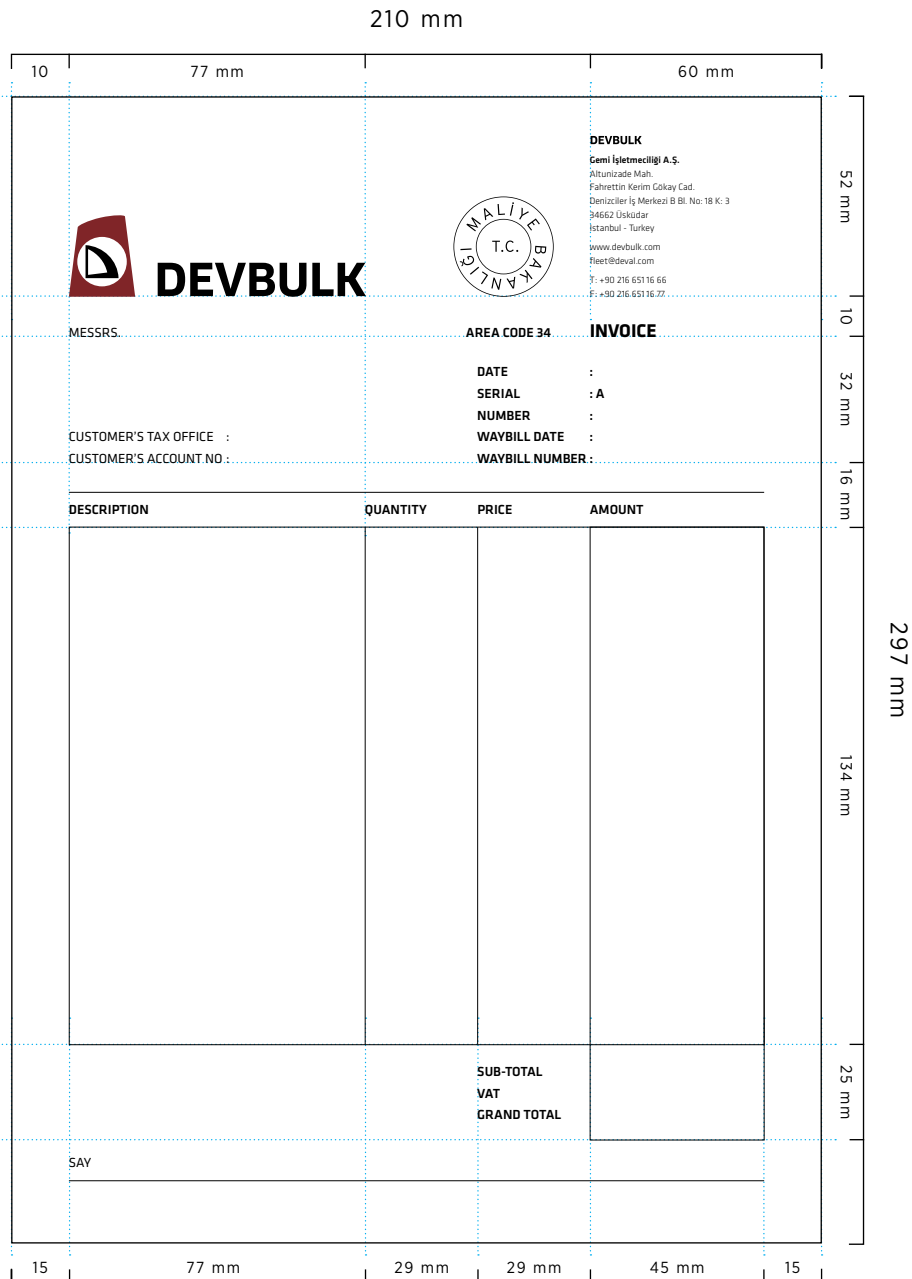 210 mm
10 77 mm 60 mm
DEVBULK
Gemi İşletmeciliği A.Ş.
Altunizade Mah.
Fahrettin Kerim Gökay Cad.
Denizciler İş Merkezi B Bl. No: 18 K: 3
34662 Üsküdar
Istanbul - Turkey
www.devbulk.com
fleet@deval.com
T: +90 216 651 16 66
F: +90 216 651 16 77
52 mm
MALİYE BAKANLIĞI
T.C.
DEVBULK
10
MESSRS. AREA CODE 34 INVOICE
32 mm
DATE :
SERIAL : A
NUMBER :
CUSTOMER'S TAX OFFICE : WAYBILL DATE :
CUSTOMER'S ACCOUNT NO : WAYBILL NUMBER :
16 mm
DESCRIPTION QUANTITY PRICE AMOUNT
297 mm
134 mm
SUB-TOTAL
VAT
GRAND TOTAL
25 mm
SAY
15 77 mm 29 mm 29 mm 45 mm 15